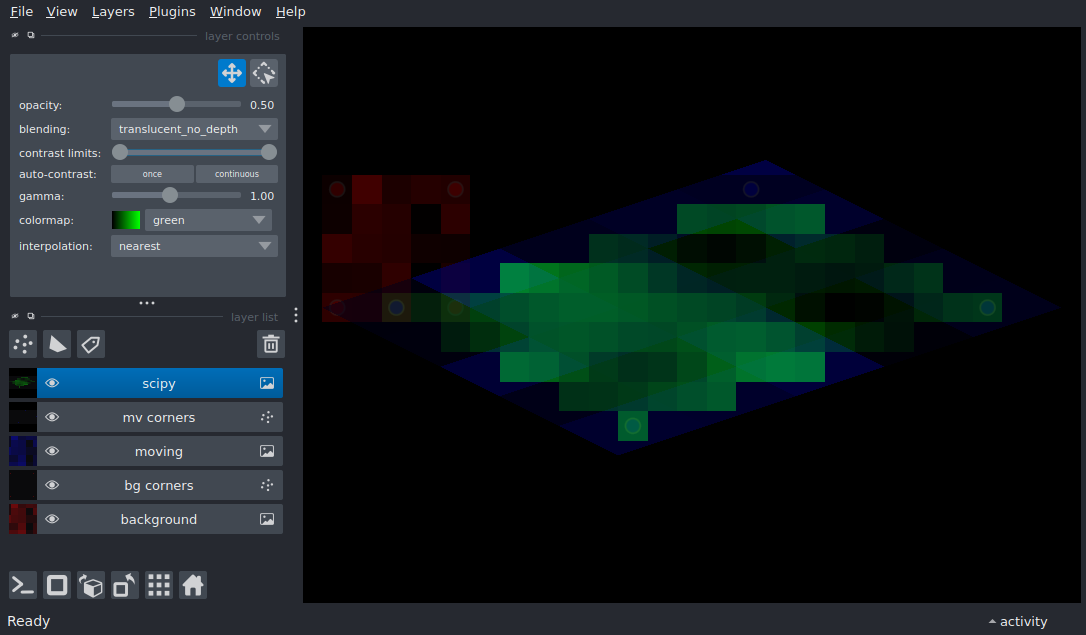 File View Layers Plugins Window Help
layer controls
opacity: 0.50
blending: translucent_no_depth
contrast limits:
auto-contrast: once continuous
gamma: 1.00
colormap: green
interpolation: nearest
layer list
scipy
mv corners
moving
bg corners
background
Ready
activity